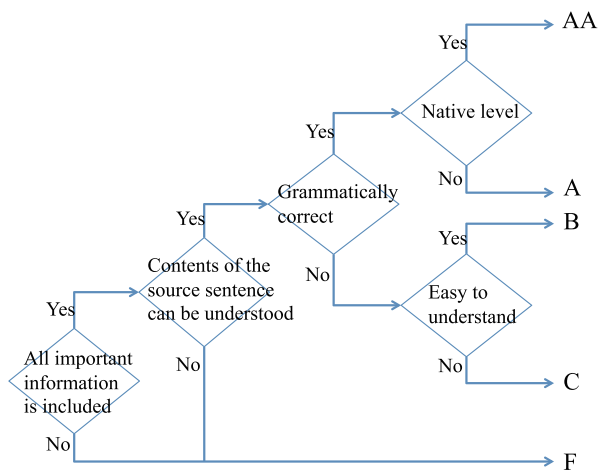 Yes
AA
Native level
Yes
No
A
Grammatically
correct
Yes
B
Yes
No
Contents of the
source sentence
can be understood
Easy to
understand
Yes
No
No
C
All important
information
is included
No
F